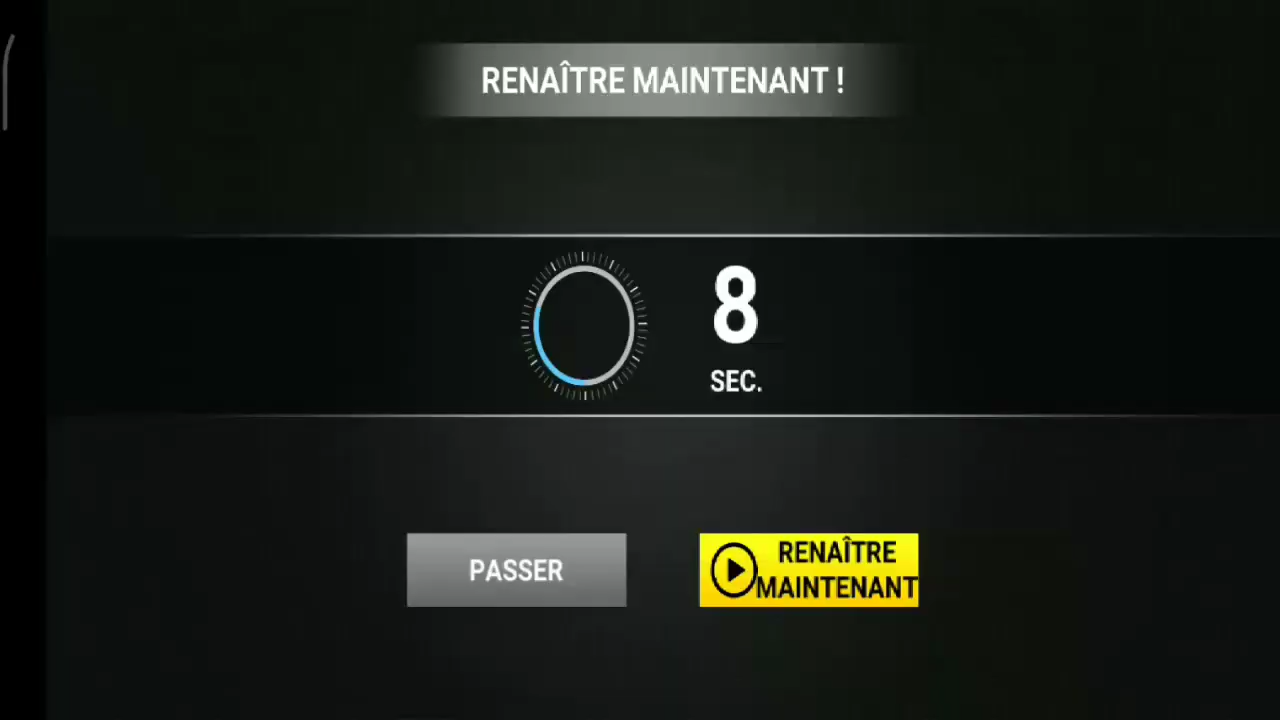 RENAÎTRE MAINTENANT !
8
SEC.
PASSER
RENAÎTRE
MAINTENANT